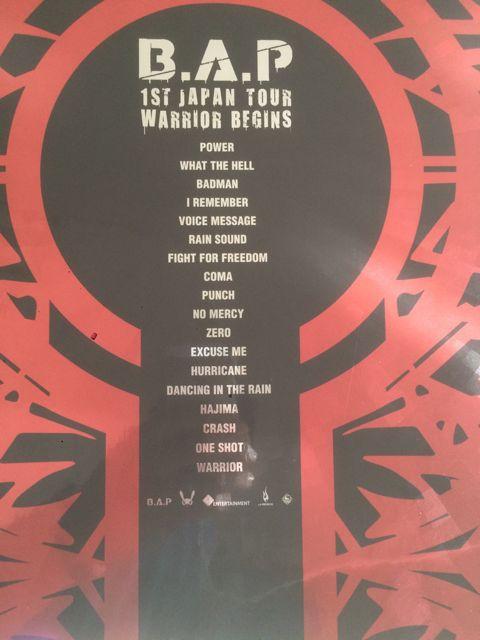 B.A.P
1ST JAPAN TOUR
WARRIOR BEGINS
POWER
WHAT THE HELL
BADMAN
I REMEMBER
VOICE MESSAGE
RAIN SOUND
FIGHT FOR FREEDOM
COMA
PUNCH
NO MERCY
ZERO
EXCUSE ME
HURRICANE
DANCING IN THE RAIN
HAJIMA
CRASH
ONE SHOT
WARRIOR
B.A.P ENTERTAINMENT